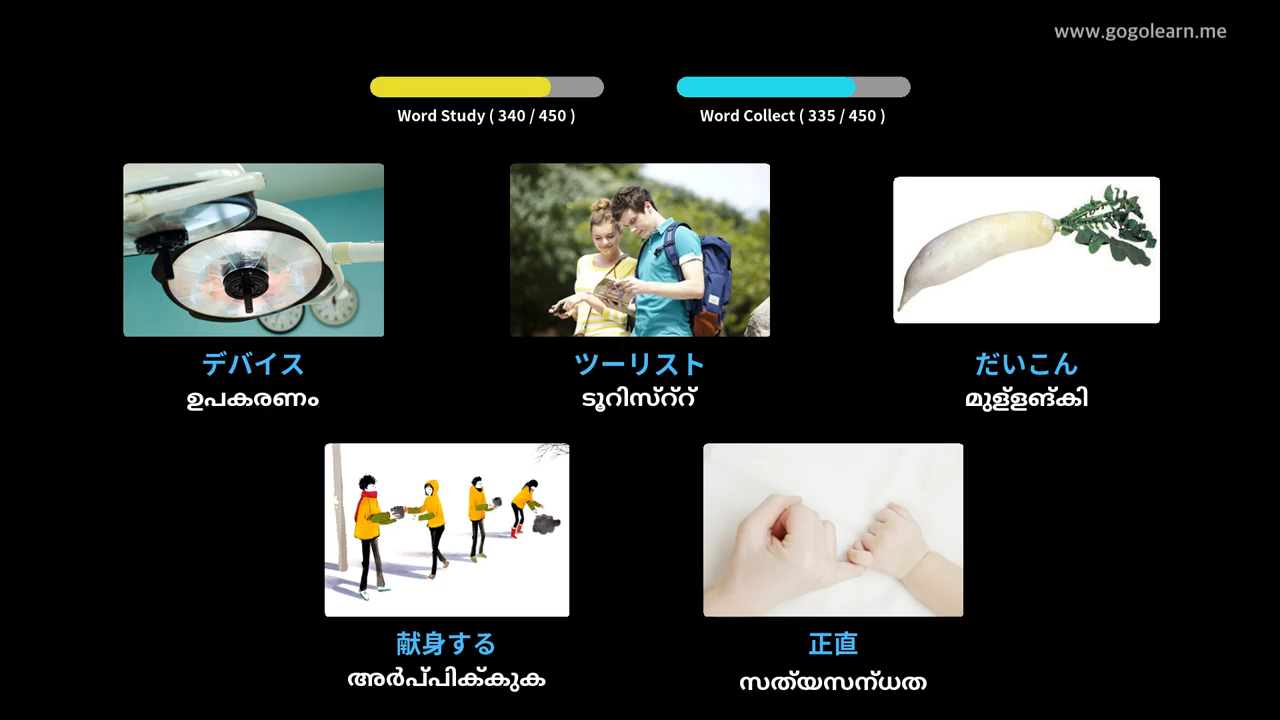 www.gogolearn.me
Word Study ( 340 / 450 )
Word Collect ( 335 / 450 )
デバイス
ツーリスト
だいこん
ഉപകരണം
ടൂറിസ്റ്റ്
മുള്ളങ്കി
献身する
正直
അർപ്പിക്കുക
സത്യസന്ധത